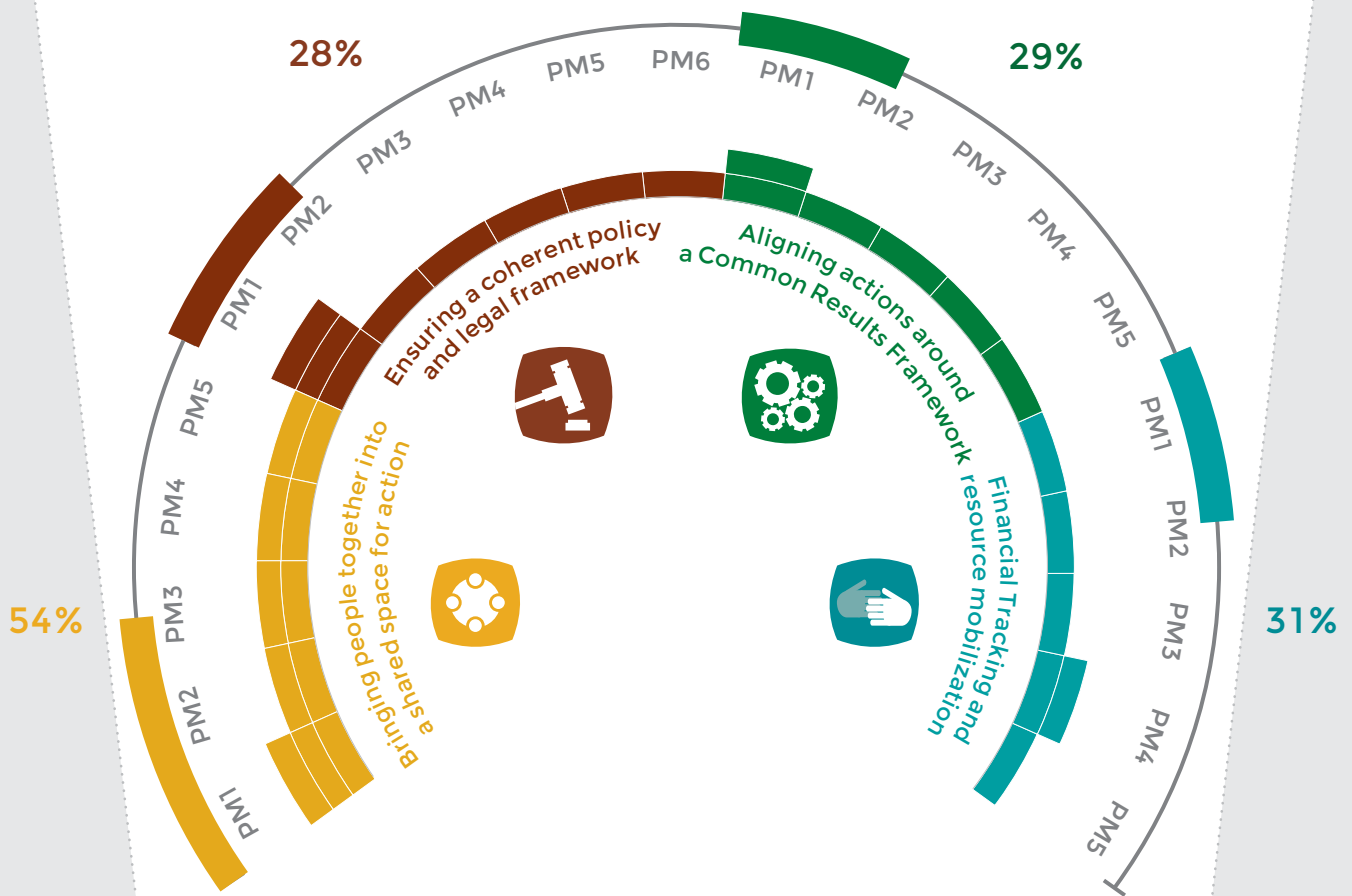 54%
PM1
PM2
PM3
PM4
PM5
Bringing people together into
a shared space for action
28%
PM1
PM2
PM3
PM4
PM5
PM6
Ensuring a coherent policy
and legal framework
29%
PM1
PM2
PM3
PM4
PM5
Aligning actions around
a Common Results Framework
31%
PM1
PM2
PM3
PM4
PM5
Financial Tracking and
resource mobilization